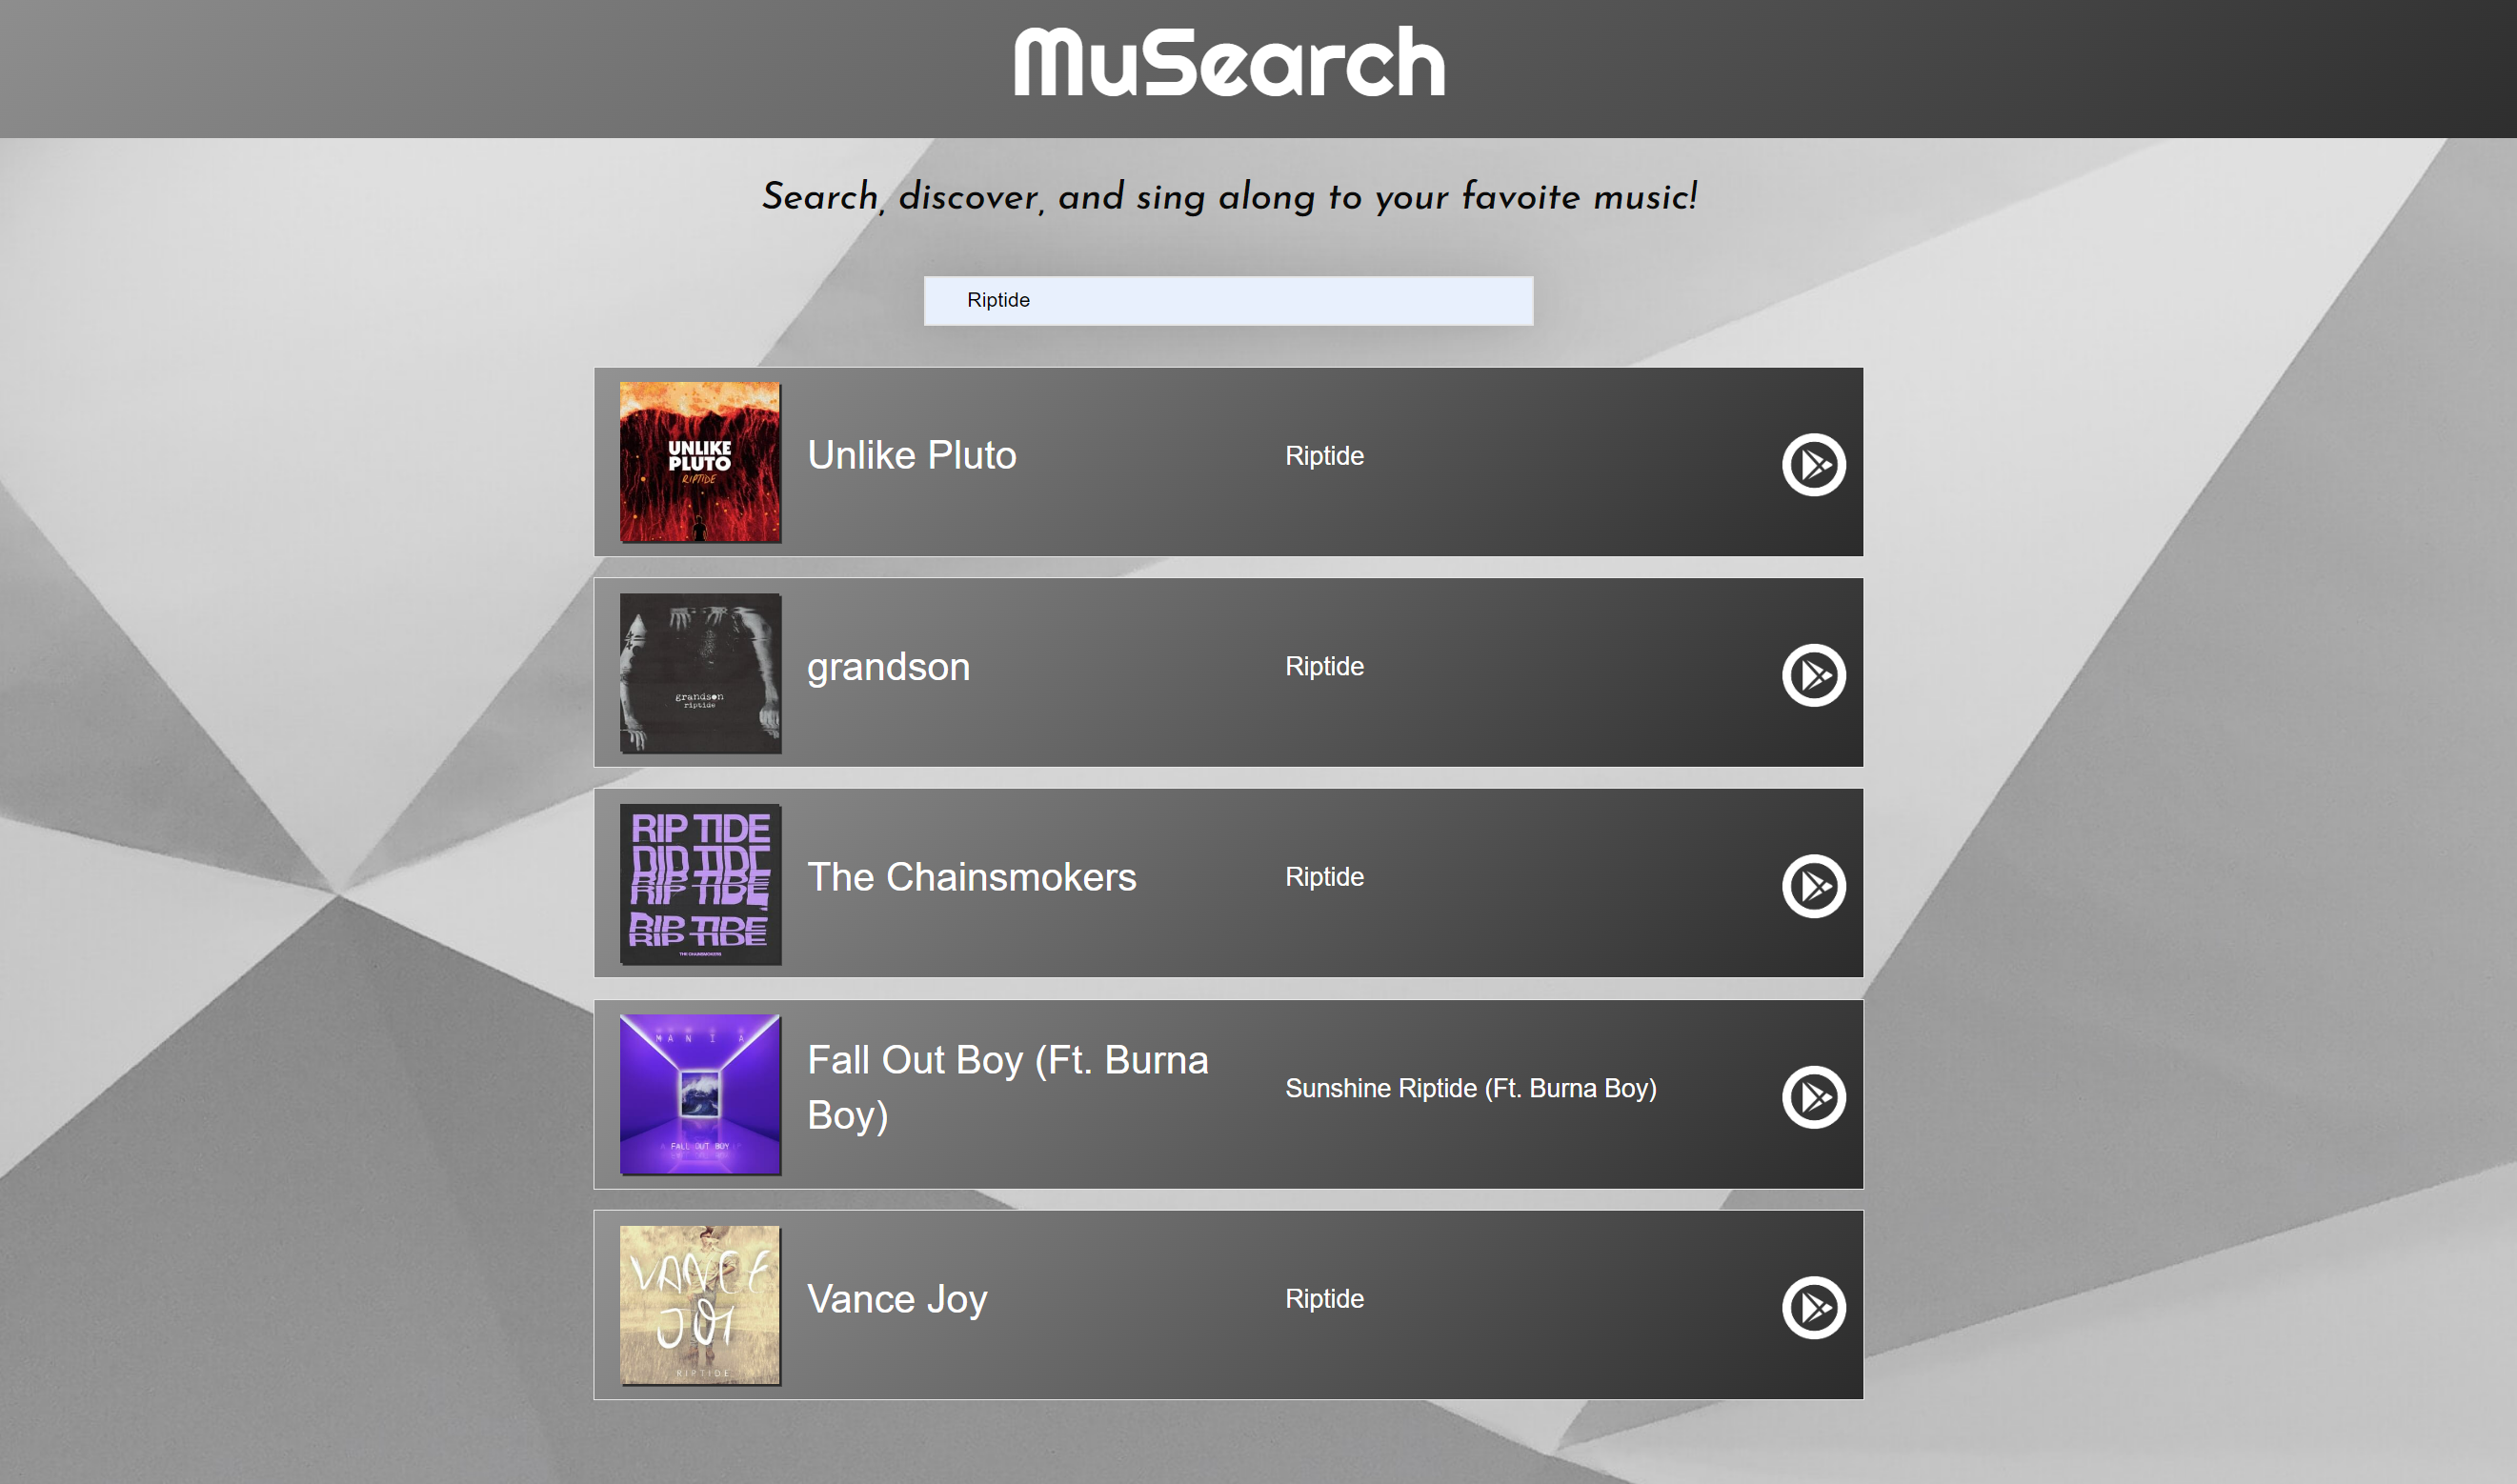 MuSearch
Search, discover, and sing along to your favoite music!
Riptide
UNLIKE
PLUTO
RIPTIDE
Unlike Pluto
Riptide
grandson
riptide
grandson
Riptide
RIP TIDE
RIP TIDE
RIP TIDE
RIP TIDE
RIP TIDE
RIP TIDE
THE CHAINSMOKERS
The Chainsmokers
Riptide
M A N I A
FALL OUT BOY
Fall Out Boy (Ft. Burna
Boy)
Sunshine Riptide (Ft. Burna Boy)
VANCE
JOY
RIPTIDE
Vance Joy
Riptide